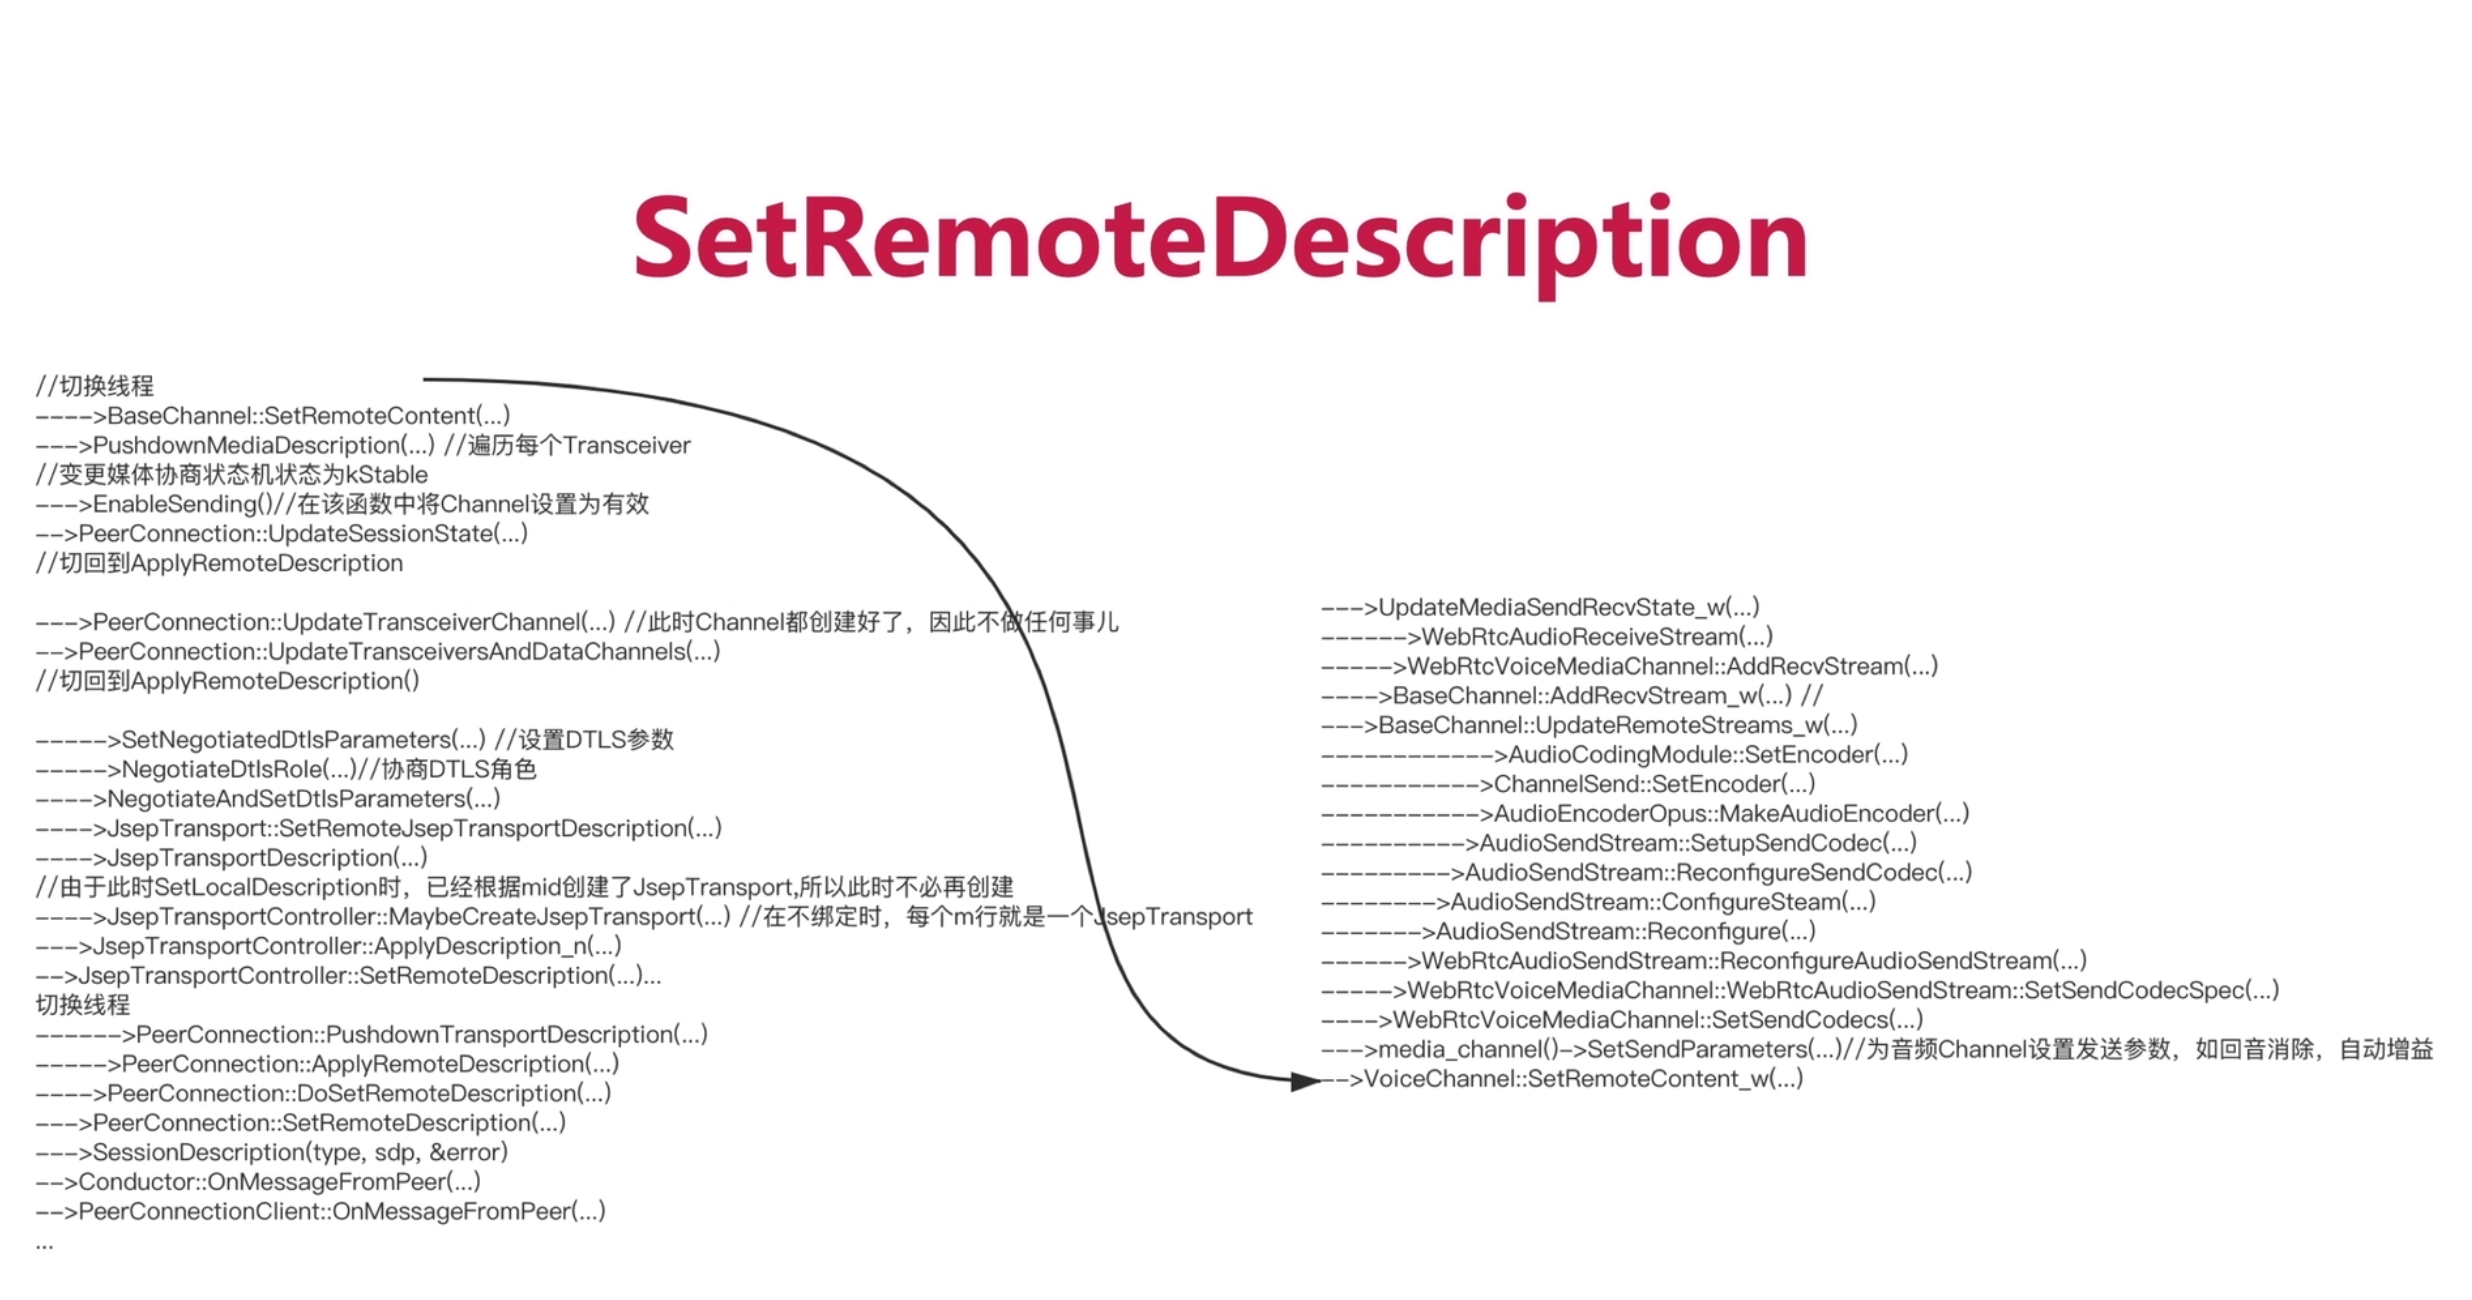 SetRemoteDescription
//切换线程
---->BaseChannel::SetRemoteContent(...)
--->PushdownMediaDescription(...) //遍历每个Transceiver
//变更媒体协商状态机状态为kStable
--->EnableSending()//在该函数中将Channel设置为有效
-->PeerConnection::UpdateSessionState(...)
//切回到ApplyRemoteDescription
--->PeerConnection::UpdateTransceiverChannel(...) //此时Channel都创建好了，因此不做任何事儿
-->PeerConnection::UpdateTransceiversAndDataChannels(...)
//切回到ApplyRemoteDescription()
----->SetNegotiatedDtlsParameters(...) //设置DTLS参数
----->NegotiateDtlsRole(...)//协商DTLS角色
---->NegotiateAndSetDtlsParameters(...)
---->JsepTransport::SetRemoteJsepTransportDescription(...)
---->JsepTransportDescription(...)
//由于此时SetLocalDescription时，已经根据mid创建了JsepTransport,所以此时不必再创建
---->JsepTransportController::MaybeCreateJsepTransport(...) //在不绑定时，每个m行就是一个JsepTransport
--->JsepTransportController::ApplyDescription_n(...)
-->JsepTransportController::SetRemoteDescription(...)...
切换线程
------>PeerConnection::PushdownTransportDescription(...)
----->PeerConnection::ApplyRemoteDescription(...)
---->PeerConnection::DoSetRemoteDescription(...)
--->PeerConnection::SetRemoteDescription(...)
--->SessionDescription(type, sdp, &error)
-->Conductor::OnMessageFromPeer(...)
-->PeerConnectionClient::OnMessageFromPeer(...)
...
--->UpdateMediaSendRecvState_w(...)
------>WebRtcAudioReceiveStream(...)
----->WebRtcVoiceMediaChannel::AddRecvStream(...)
---->BaseChannel::AddRecvStream_w(...) //
--->BaseChannel::UpdateRemoteStreams_w(...)
------------>AudioCodingModule::SetEncoder(...)
----------->ChannelSend::SetEncoder(...)
----------->AudioEncoderOpus::MakeAudioEncoder(...)
---------->AudioSendStream::SetupSendCodec(...)
--------->AudioSendStream::ReconfigureSendCodec(...)
-------->AudioSendStream::ConfigureSteam(...)
------->AudioSendStream::Reconfigure(...)
------>WebRtcAudioSendStream::ReconfigureAudioSendStream(...)
----->WebRtcVoiceMediaChannel::WebRtcAudioSendStream::SetSendCodecSpec(...)
---->WebRtcVoiceMediaChannel::SetSendCodecs(...)
--->media_channel()->SetSendParameters(...)//为音频Channel设置发送参数，如回音消除，自动增益
-->VoiceChannel::SetRemoteContent_w(...)